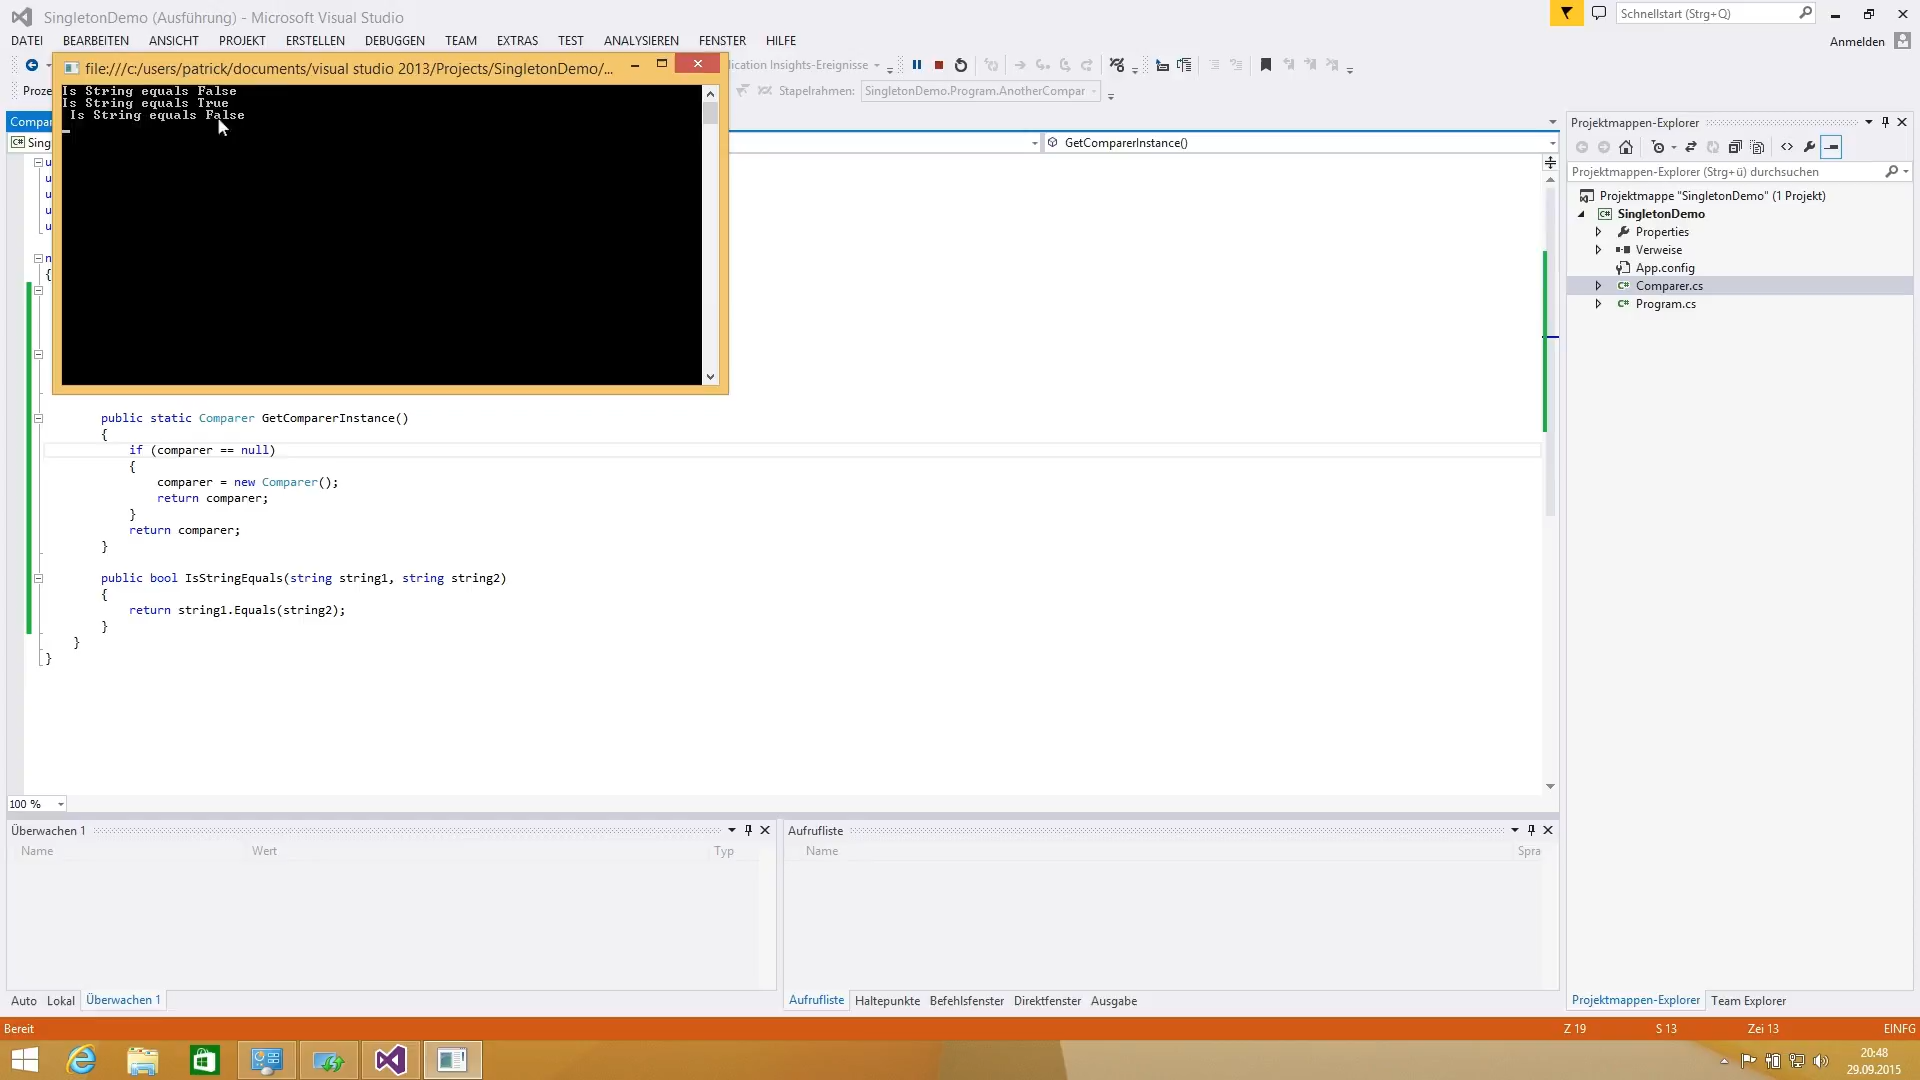 SingletonDemo (Ausführung) - Microsoft Visual Studio
Schnellstart (Strg+Q)
DATEI BEARBEITEN ANSICHT PROJEKT ERSTELLEN DEBUGGEN TEAM EXTRAS TEST ANALYSIEREN FENSTER HILFE
Anmelden
file:///c:/users/patrick/documents/visual studio 2013/Projects/SingletonDemo/...
lication Insights-Ereignisse
Proze
Stapelrahmen: SingletonDemo.Program.AnotherCompar
Is String equals False
Is String equals True
Is String equals False
Compar
Sing
GetComparerInstance()
u
u
u
u
u
n
{
public static Comparer GetComparerInstance()
{
if (comparer == null)
{
comparer = new Comparer();
return comparer;
}
return comparer;
}
public bool IsStringEquals(string string1, string string2)
{
return string1.Equals(string2);
}
}
}
100 %
Projektmappen-Explorer
Projektmappen-Explorer (Strg+ü) durchsuchen
Projektmappe "SingletonDemo" (1 Projekt)
SingletonDemo
Properties
Verweise
App.config
Comparer.cs
Program.cs
Überwachen 1
Name Wert Typ
Auto Lokal Überwachen 1
Aufrufliste
Name Spra
Aufrufliste Haltepunkte Befehlsfenster Direktfenster Ausgabe
Projektmappen-Explorer Team Explorer
Bereit Z 19 S 13 Zei 13 EINFG
20:48
29.09.2015